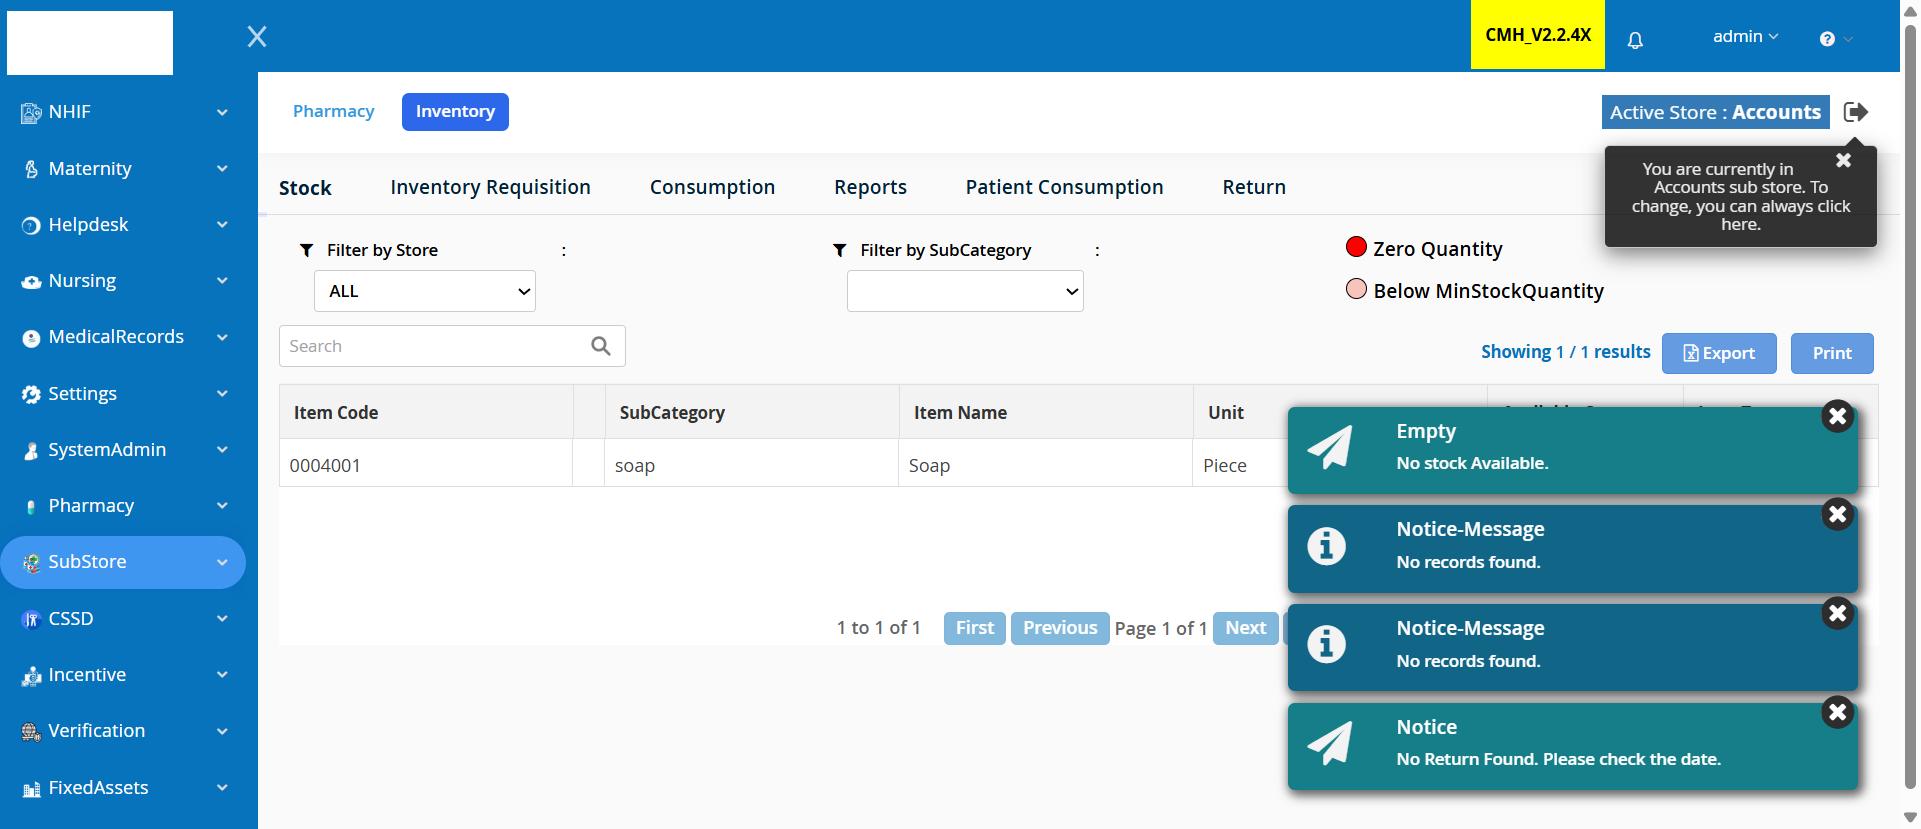 CMH_V2.2.4X
admin
NHIF
Maternity
Helpdesk
Nursing
MedicalRecords
Settings
SystemAdmin
Pharmacy
SubStore
CSSD
Incentive
Verification
FixedAssets
Pharmacy
Inventory
Active Store : Accounts
You are currently in
Accounts sub store. To
change, you can always click
here.
Stock
Inventory Requisition
Consumption
Reports
Patient Consumption
Return
Filter by Store :
ALL
Filter by SubCategory :
Zero Quantity
Below MinStockQuantity
Search
Showing 1 / 1 results
Export
Print
Item Code
SubCategory
Item Name
Unit
0004001
soap
Soap
Piece
1 to 1 of 1
First
Previous
Page 1 of 1
Next
Empty
No stock Available.
Notice-Message
No records found.
Notice-Message
No records found.
Notice
No Return Found. Please check the date.